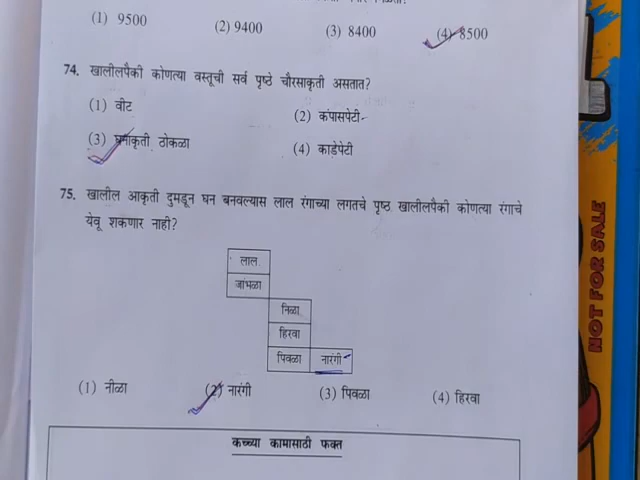 (1) 9500 (2) 9400 (3) 8400 (4) 8500
74. खालीलपैकी कोणत्या वस्तूची सर्व पृष्ठे चौरसाकृती असतात?
(1) वीट (2) कंपासपेटी
(3) घनाकृती ठोकळा (4) काडेपेटी
75. खालील आकृती दुमडून घन बनवल्यास लाल रंगाच्या लगतचे पृष्ठ खालीलपैकी कोणत्या रंगाचे
येवू शकणार नाही?
लाल
जांभळा
निळा
हिरवा
पिवळा नारंगी
(1) नीळा (2) नारंगी (3) पिवळा (4) हिरवा
कच्च्या कामासाठी फक्त
NOT FOR SALE